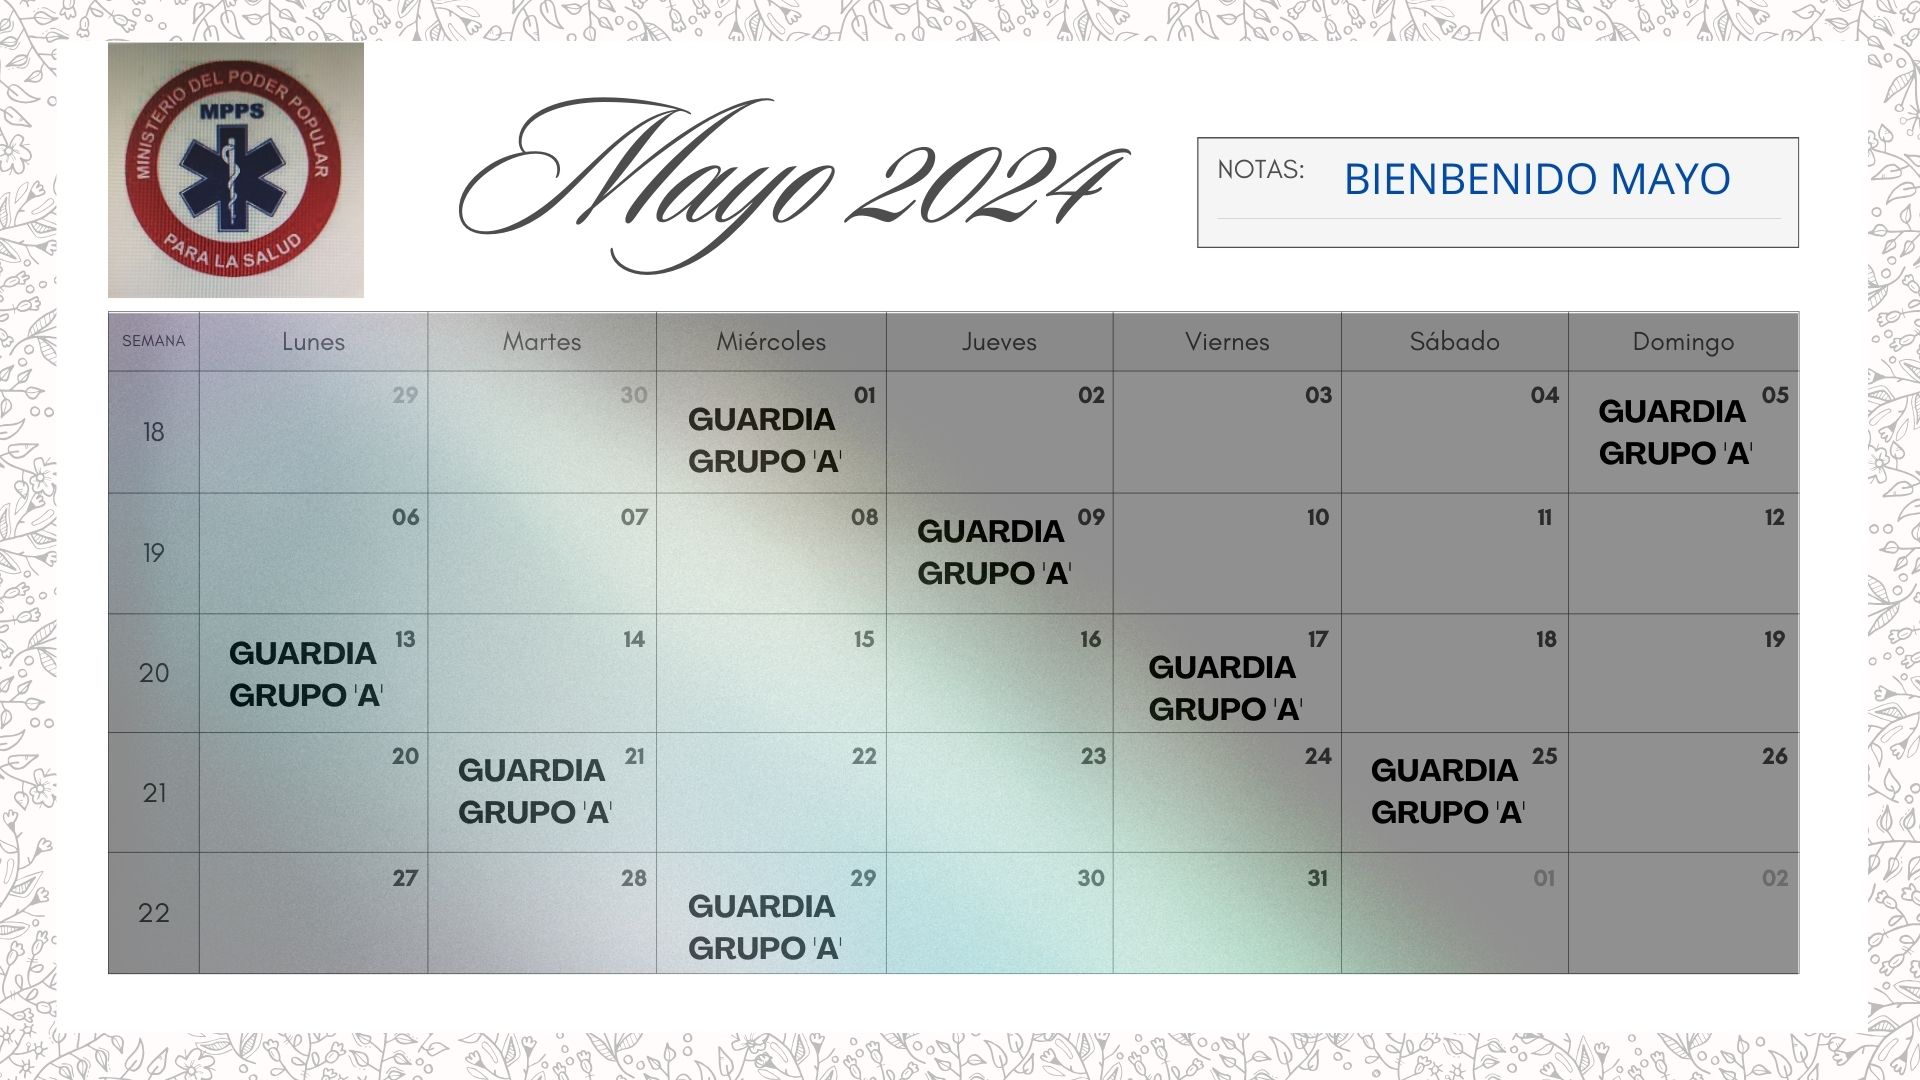 MINISTERIO DEL PODER POPULAR
MPPS
PARA LA SALUD
Mayo 2024
NOTAS: BIENBENIDO MAYO
SEMANA Lunes Martes Miércoles Jueves Viernes Sábado Domingo
18 29 30 01 02 03 04 05
GUARDIA GUARDIA
GRUPO 'A' GRUPO 'A'
19 06 07 08 09 10 11 12
GUARDIA
GRUPO 'A'
20 13 14 15 16 17 18 19
GUARDIA GUARDIA
GRUPO 'A' GRUPO 'A'
21 20 21 22 23 24 25 26
GUARDIA GUARDIA
GRUPO 'A' GRUPO 'A'
22 27 28 29 30 31 01 02
GUARDIA
GRUPO 'A'